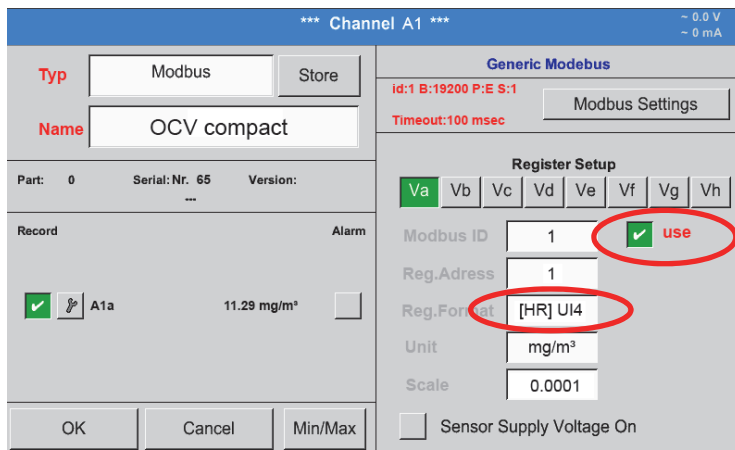 *** Channel A1 ***
~ 0.0 V
~ 0 mA
Typ
Modbus
Store
Name
OCV compact
Part: 0 Serial: Nr. 65 Version:
---
Record Alarm
A1a 11.29 mg/m³
OK
Cancel
Min/Max
Generic Modebus
id:1 B:19200 P:E S:1
Timeout:100 msec
Modbus Settings
Register Setup
Va Vb Vc Vd Ve Vf Vg Vh
Modbus ID 1 use
Reg.Adress 1
Reg.Format [HR] UI4
Unit mg/m³
Scale 0.0001
Sensor Supply Voltage On